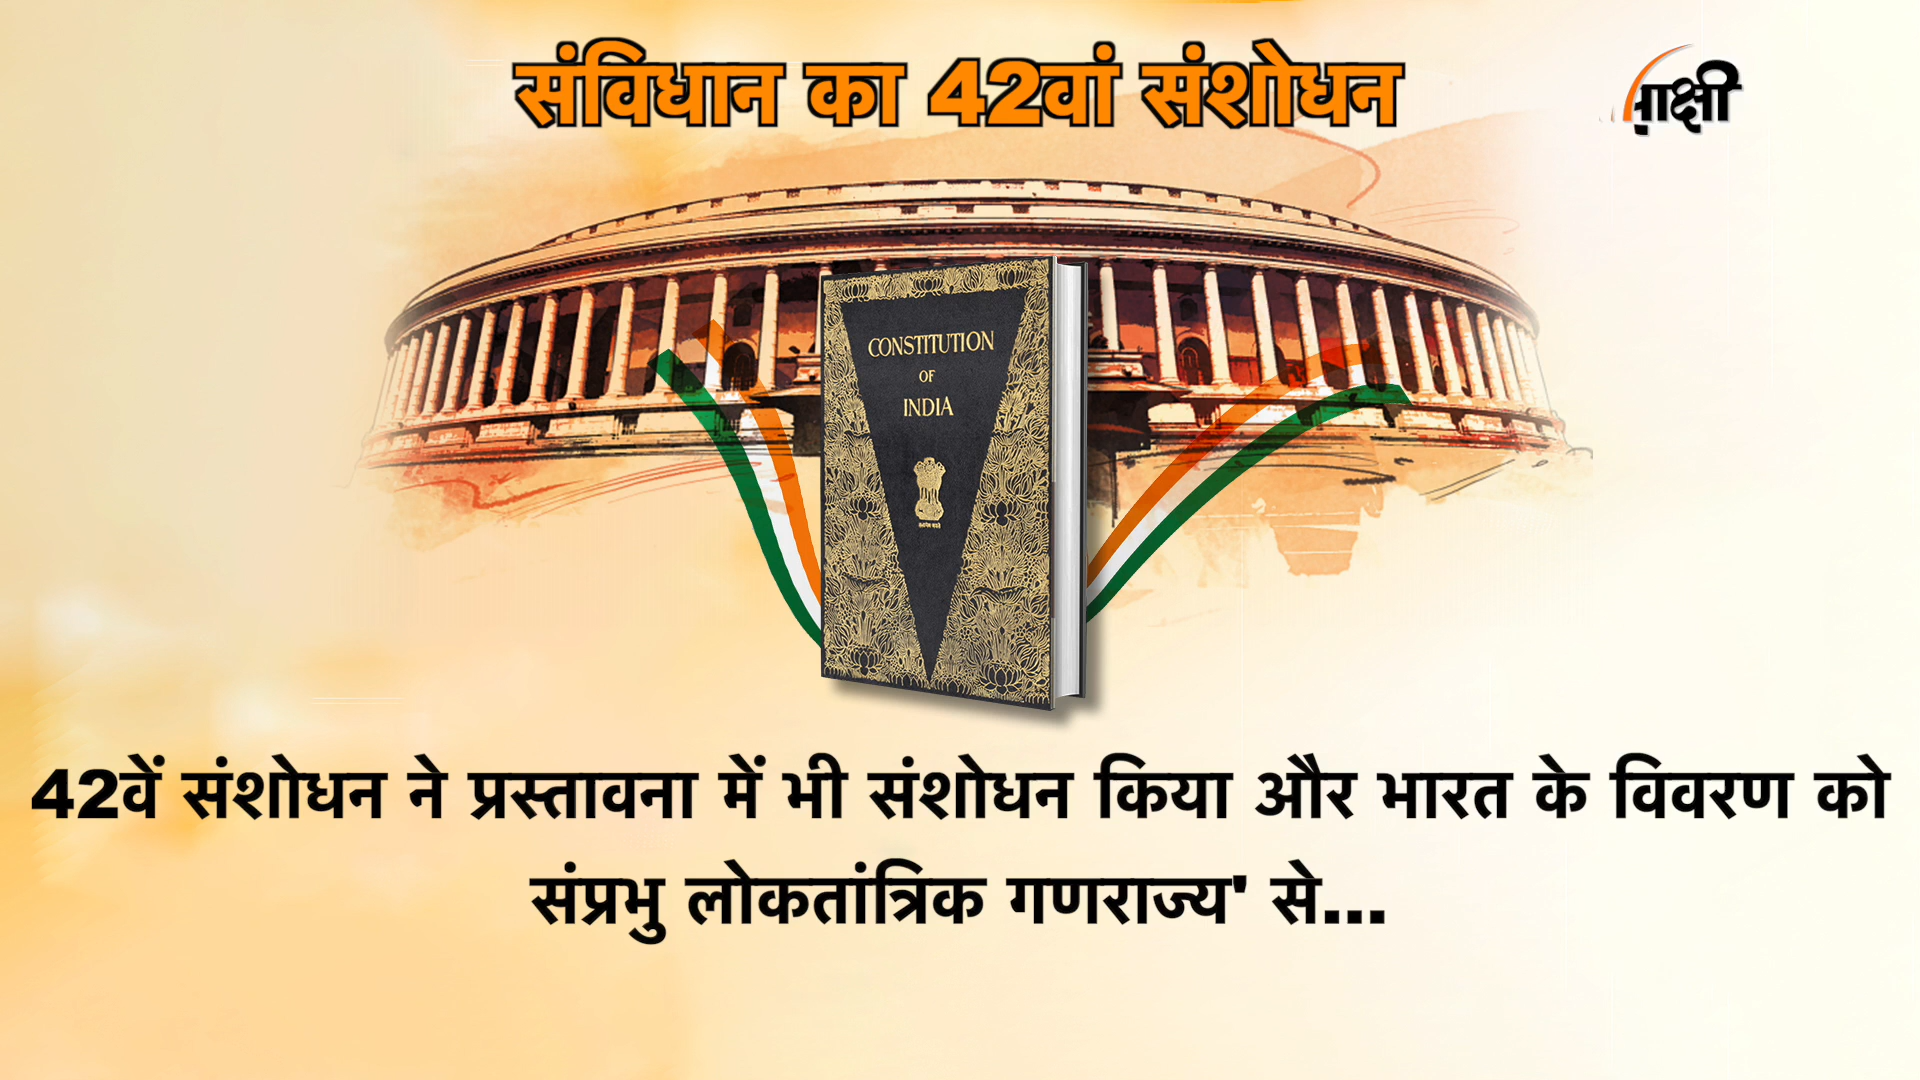 संविधान का 42वां संशोधन
साक्षी
CONSTITUTION
OF
INDIA
42वें संशोधन ने प्रस्तावना में भी संशोधन किया और भारत के विवरण को
संप्रभु लोकतांत्रिक गणराज्य' से...